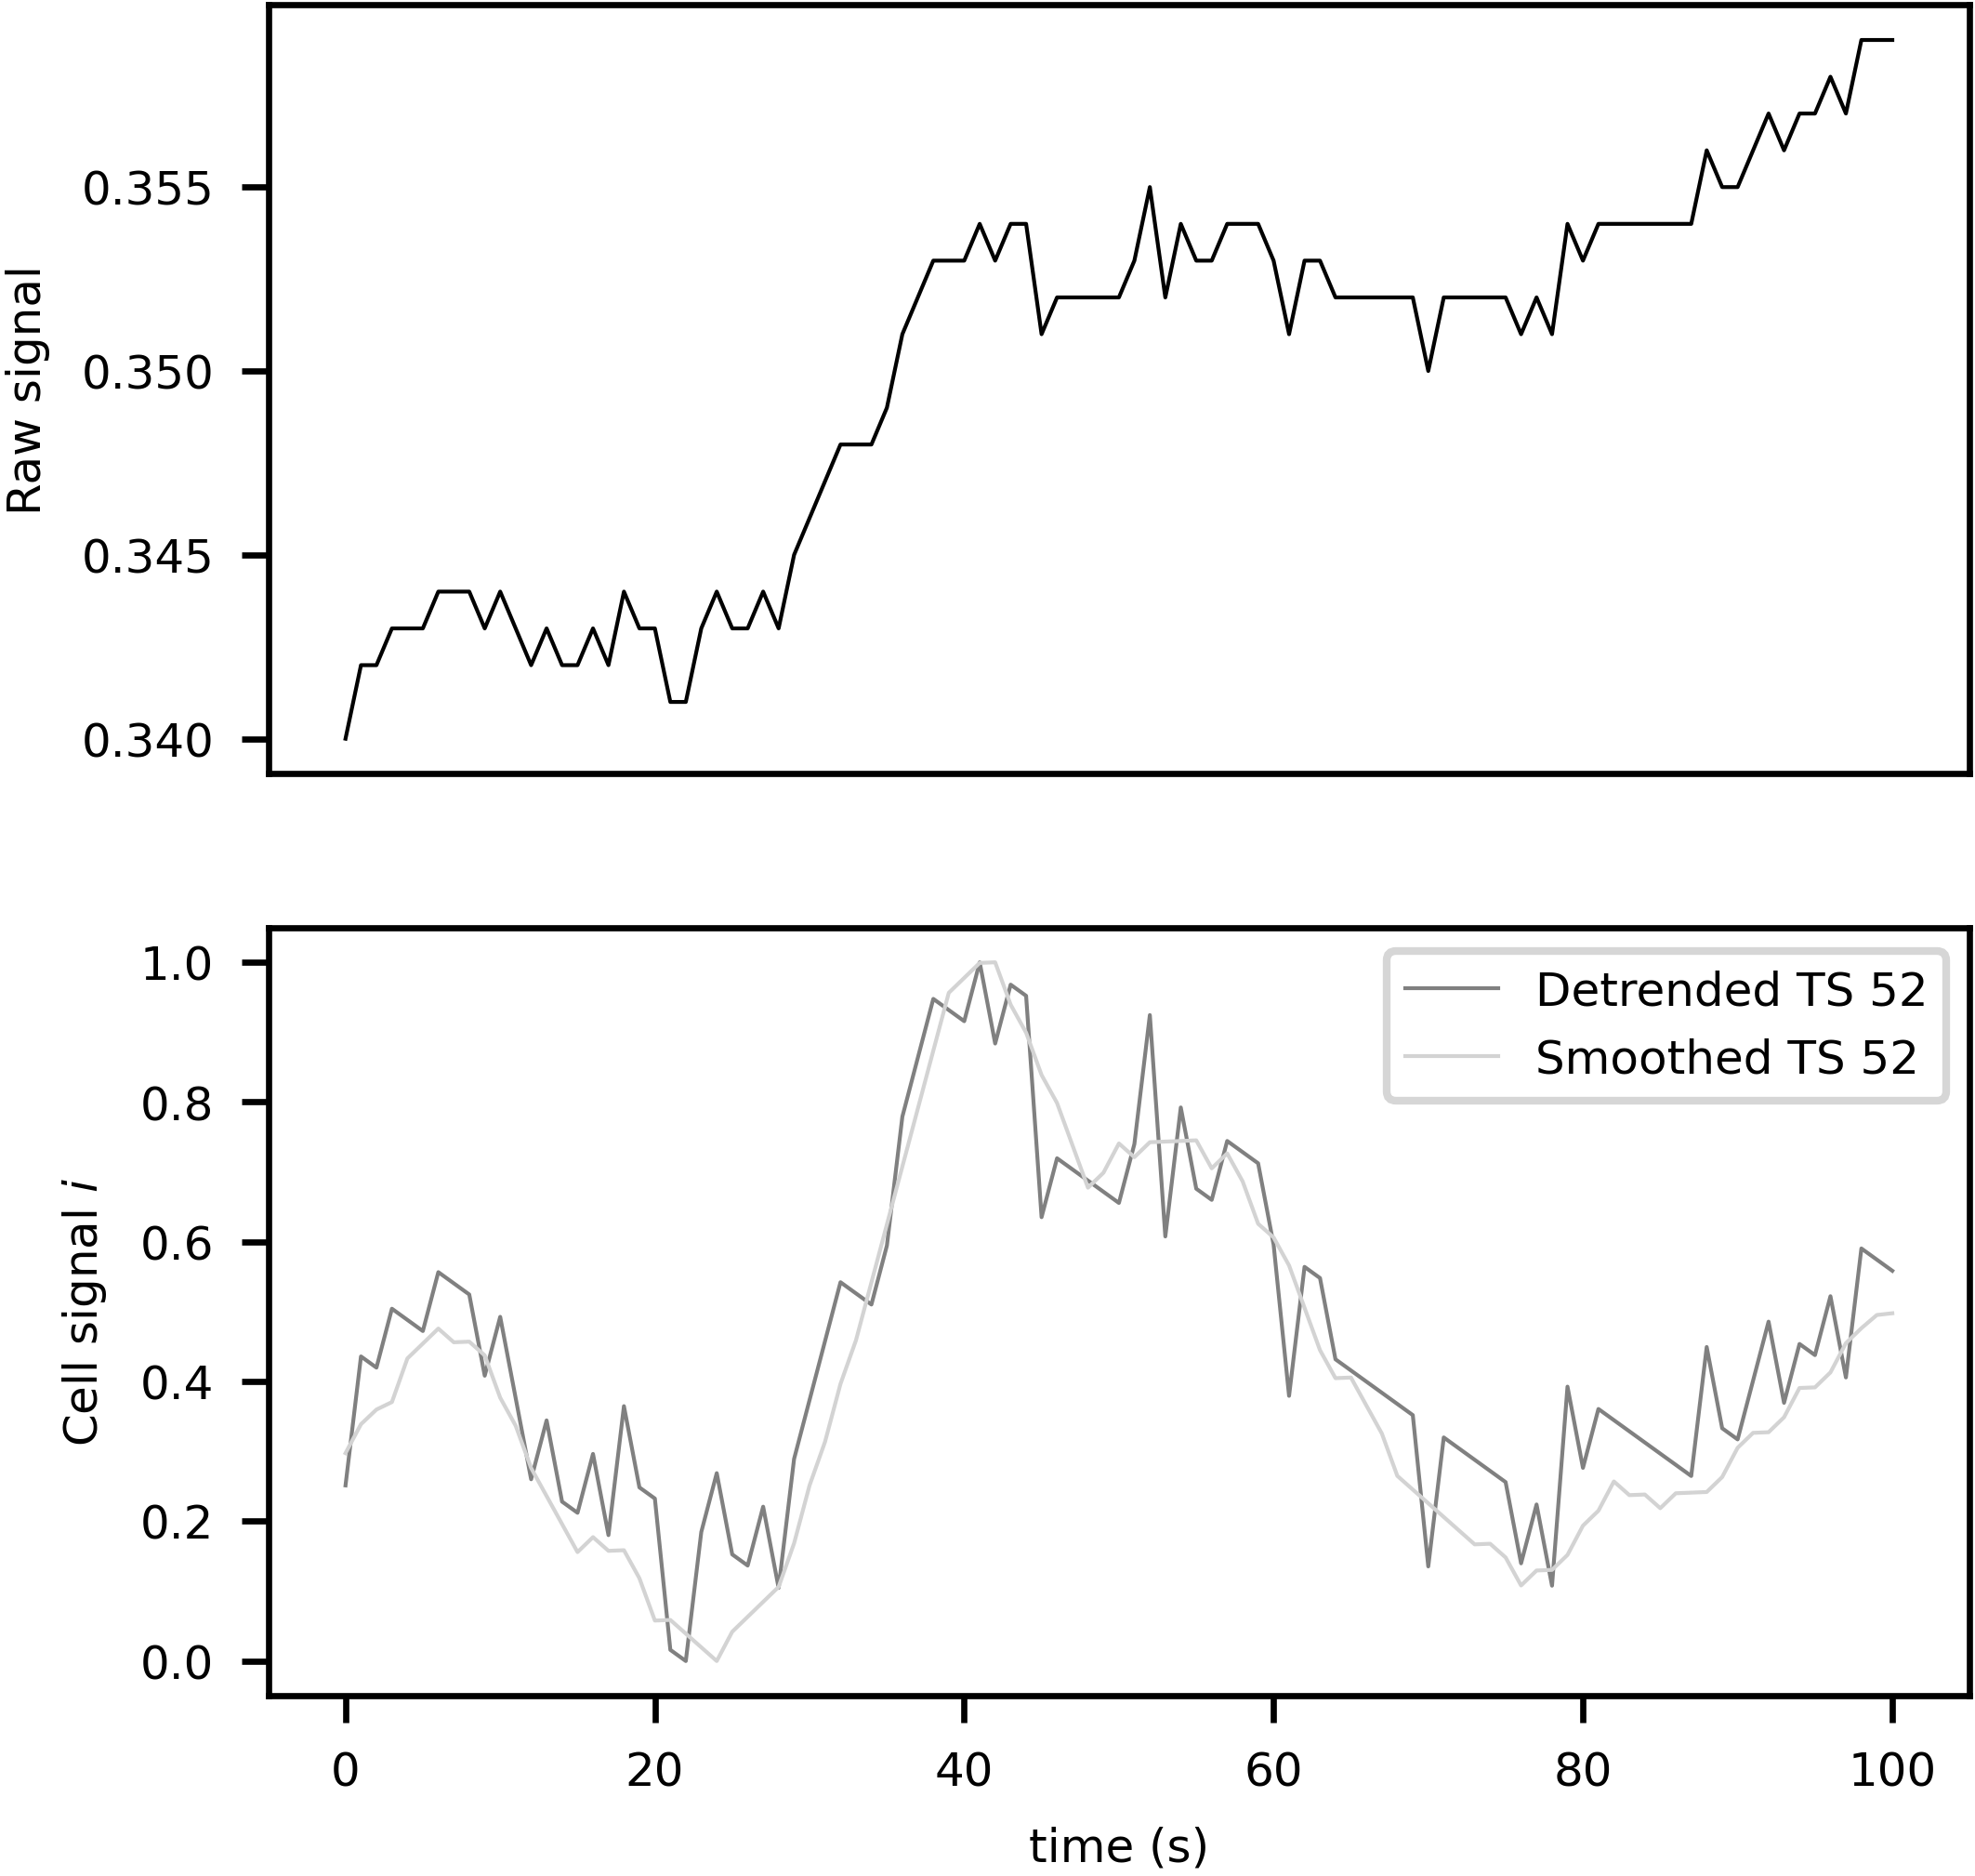 Raw signal
0.355
0.350
0.345
0.340
Cell signal i
1.0
0.8
0.6
0.4
0.2
0.0
Detrended TS 52
Smoothed TS 52
0 20 40 60 80 100
time (s)